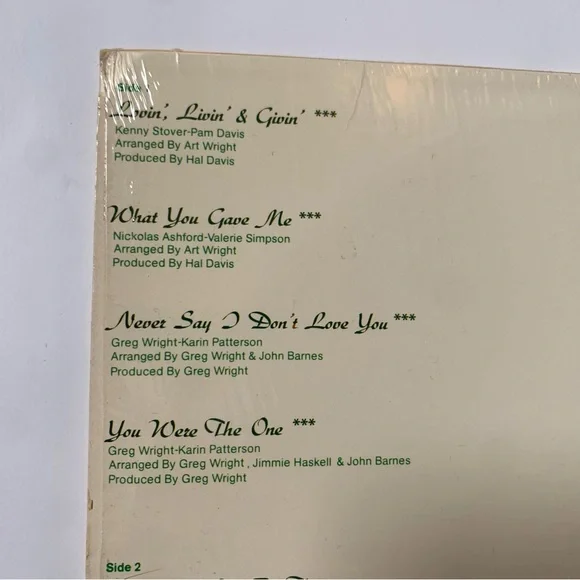 Side 1
Lovin', Livin' & Givin' ***
Kenny Stover-Pam Davis
Arranged By Art Wright
Produced By Hal Davis
What You Gave Me ***
Nickolas Ashford-Valerie Simpson
Arranged By Art Wright
Produced By Hal Davis
Never Say I Don't Love You ***
Greg Wright-Karin Patterson
Arranged By Greg Wright & John Barnes
Produced By Greg Wright
You Were The One ***
Greg Wright-Karin Patterson
Arranged By Greg Wright , Jimmie Haskell & John Barnes
Produced By Greg Wright
Side 2